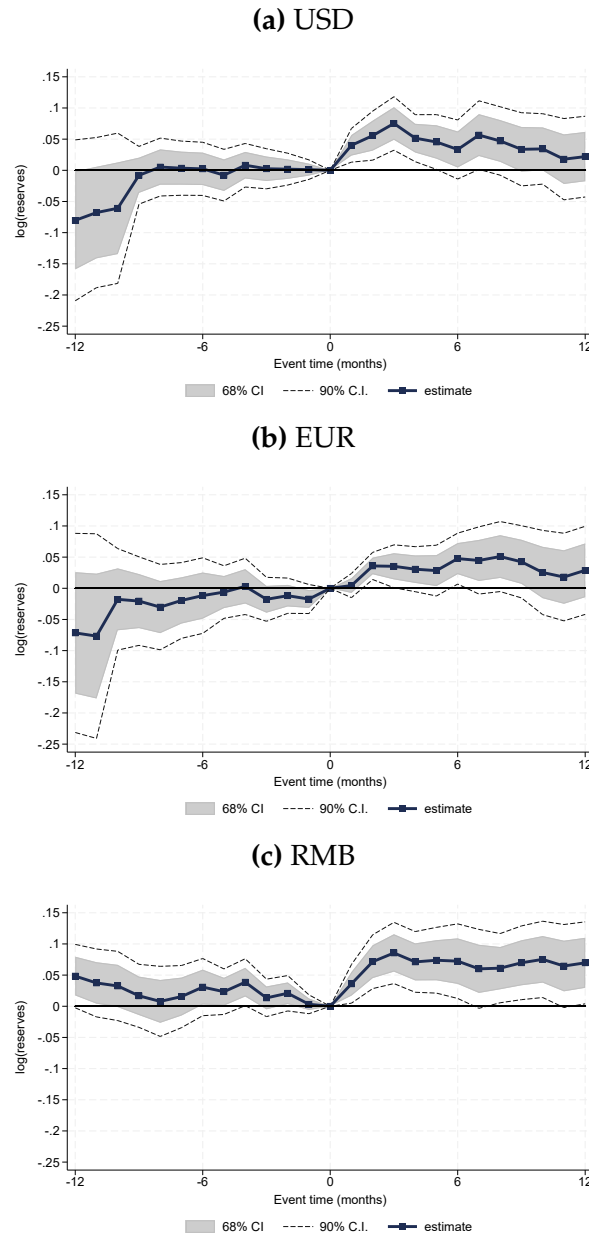 (a) USD
.15
.1
.05
0
-.05
-.1
-.15
-.2
-.25
log(reserves)
-12 -6 0 6 12
Event time (months)
68% CI 90% C.I. estimate
(b) EUR
.15
.1
.05
0
-.05
-.1
-.15
-.2
-.25
log(reserves)
-12 -6 0 6 12
Event time (months)
68% CI 90% C.I. estimate
(c) RMB
.15
.1
.05
0
-.05
-.1
-.15
-.2
-.25
log(reserves)
-12 -6 0 6 12
Event time (months)
68% CI 90% C.I. estimate